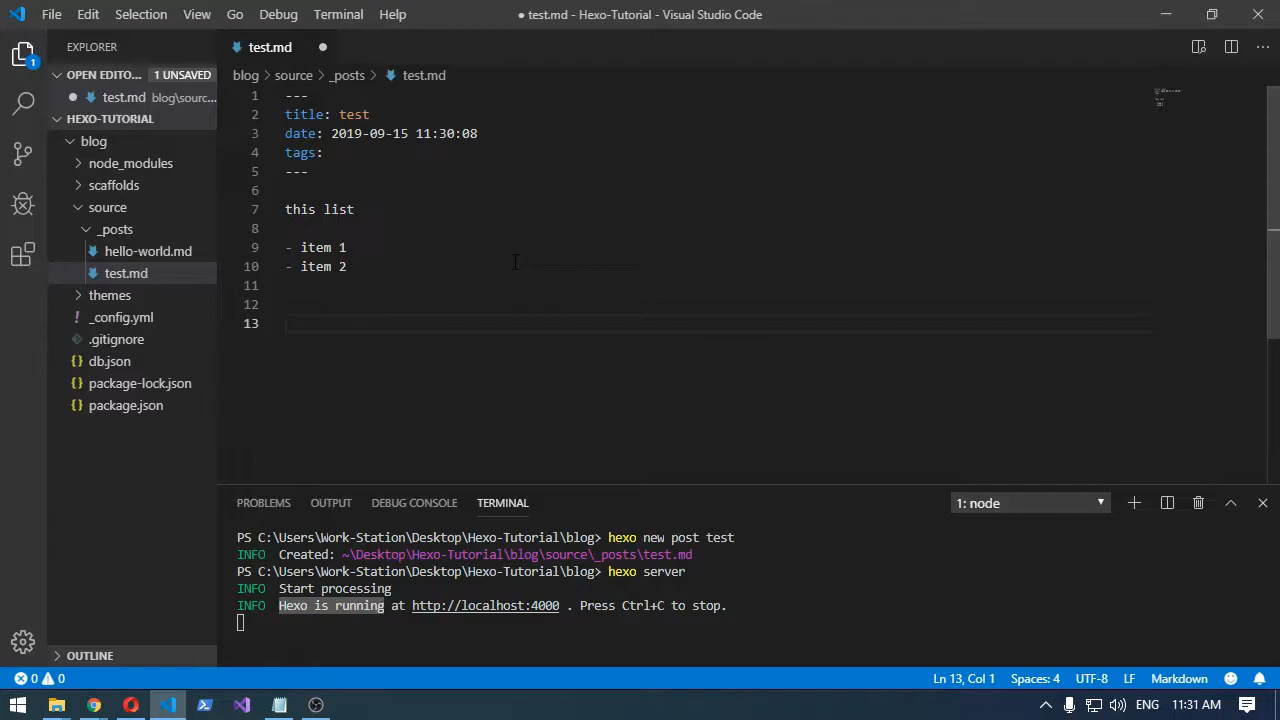 File Edit Selection View Go Debug Terminal Help ● test.md - Hexo-Tutorial - Visual Studio Code
EXPLORER
test.md
1
OPEN EDITO... 1 UNSAVED
blog > source > _posts > test.md
test.md blog\sourc...
HEXO-TUTORIAL
blog
node_modules
scaffolds
source
_posts
hello-world.md
test.md
themes
_config.yml
.gitignore
db.json
package-lock.json
package.json
OUTLINE
1 ---
2 title: test
3 date: 2019-09-15 11:30:08
4 tags:
5 ---
6
7 this list
8
9 - item 1
10 - item 2
11
12
13
PROBLEMS OUTPUT DEBUG CONSOLE TERMINAL 1: node
PS C:\Users\Work-Station\Desktop\Hexo-Tutorial\blog> hexo new post test
INFO Created: ~\Desktop\Hexo-Tutorial\blog\source\_posts\test.md
PS C:\Users\Work-Station\Desktop\Hexo-Tutorial\blog> hexo server
INFO Start processing
INFO Hexo is running at http://localhost:4000 . Press Ctrl+C to stop.
0 0 Ln 13, Col 1 Spaces: 4 UTF-8 LF Markdown
ENG 11:31 AM